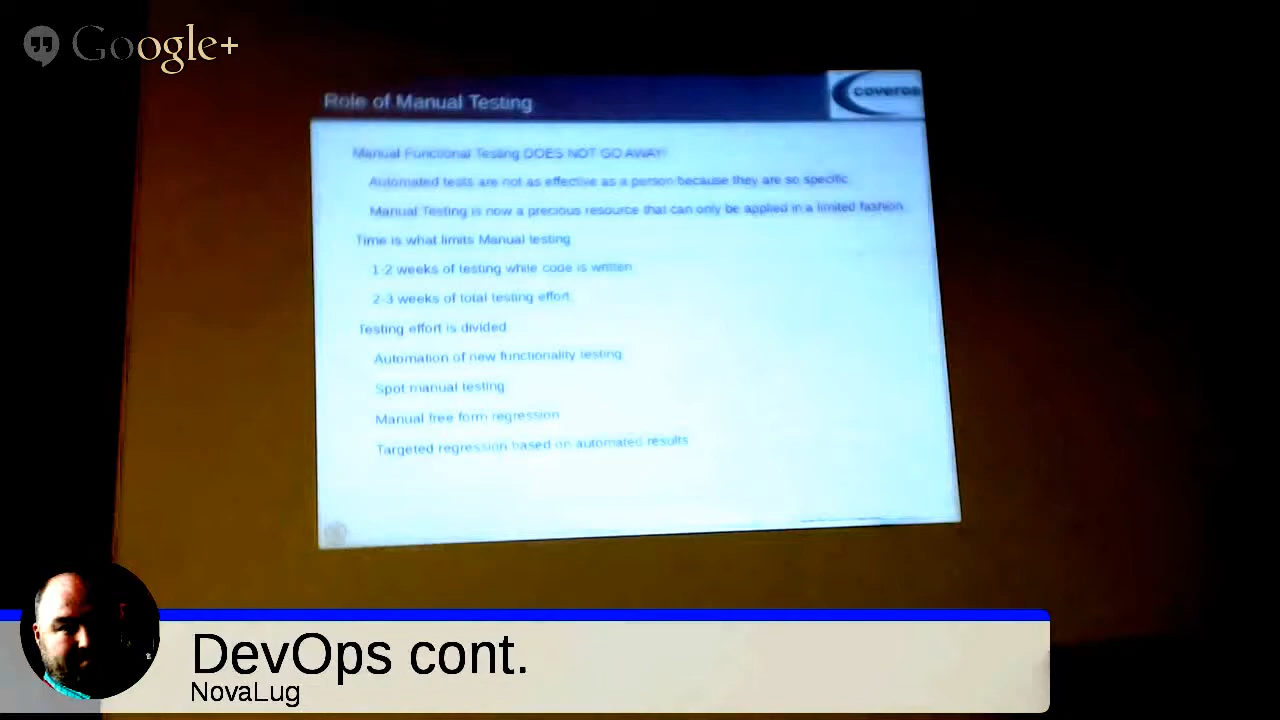 Google+
Role of Manual Testing
coveros
Manual Functional Testing DOES NOT GO AWAY!
Automated tests are not as effective as a person because they are so specific
Manual Testing is now a precious resource that can only be applied in a limited fashion
Time is what limits Manual testing
1-2 weeks of testing while code is written
2-3 weeks of total testing effort.
Testing effort is divided
Automation of new functionality testing
Spot manual testing
Manual free form regression
Targeted regression based on automated results
DevOps cont.
NovaLug